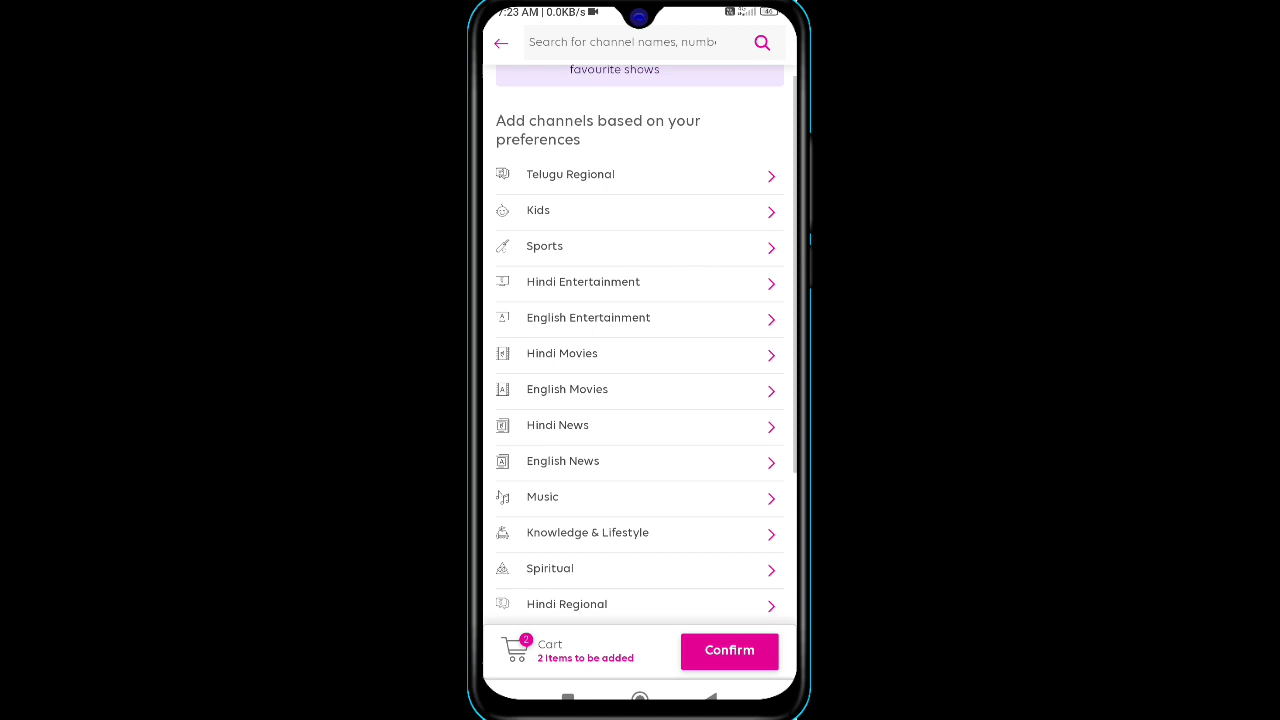 7:23 AM | 0.0KB/s
Search for channel names, numb
favourite shows
Add channels based on your
preferences
Telugu Regional
Kids
Sports
Hindi Entertainment
English Entertainment
Hindi Movies
English Movies
Hindi News
English News
Music
Knowledge & Lifestyle
Spiritual
Hindi Regional
2
Cart
2 items to be added
Confirm